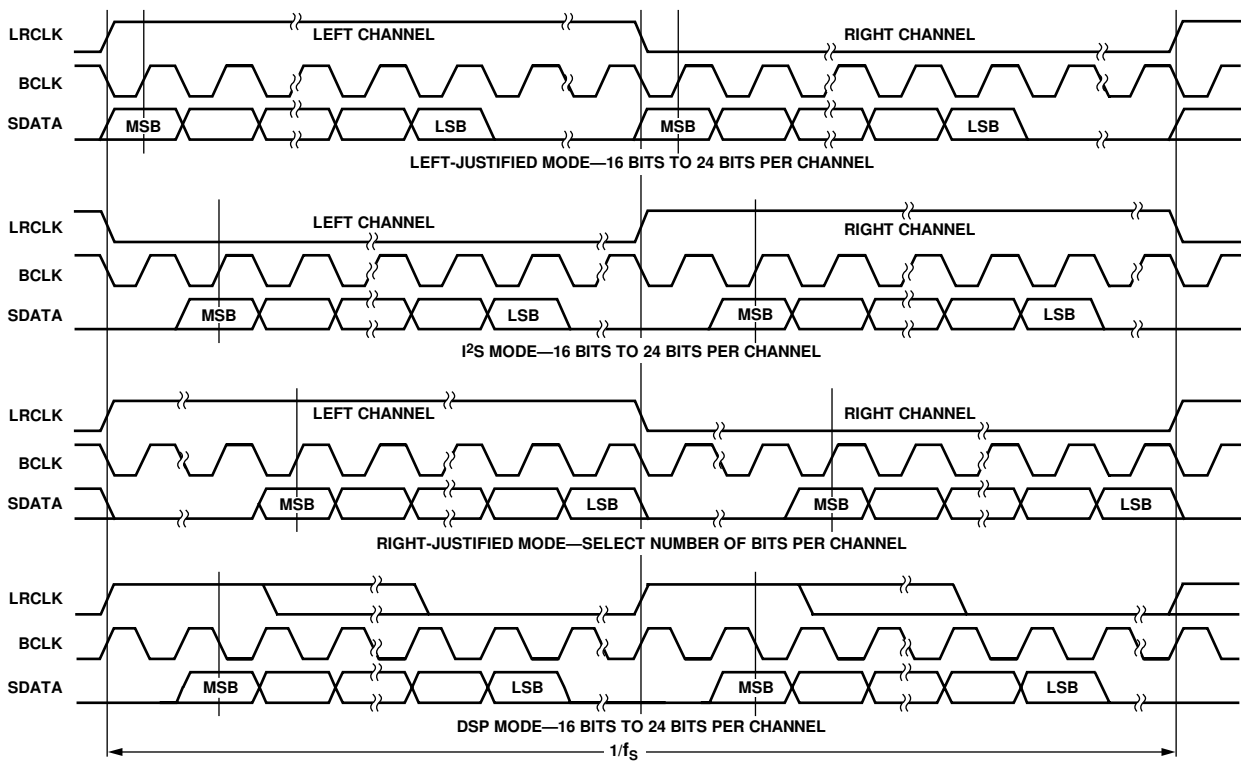 LRCLK LEFT CHANNEL RIGHT CHANNEL
BCLK
SDATA MSB LSB MSB LSB
LEFT-JUSTIFIED MODE—16 BITS TO 24 BITS PER CHANNEL
LRCLK LEFT CHANNEL RIGHT CHANNEL
BCLK
SDATA MSB LSB MSB LSB
I²S MODE—16 BITS TO 24 BITS PER CHANNEL
LRCLK LEFT CHANNEL RIGHT CHANNEL
BCLK
SDATA MSB LSB MSB LSB
RIGHT-JUSTIFIED MODE—SELECT NUMBER OF BITS PER CHANNEL
LRCLK
BCLK
SDATA MSB LSB MSB LSB
DSP MODE—16 BITS TO 24 BITS PER CHANNEL
1/fS